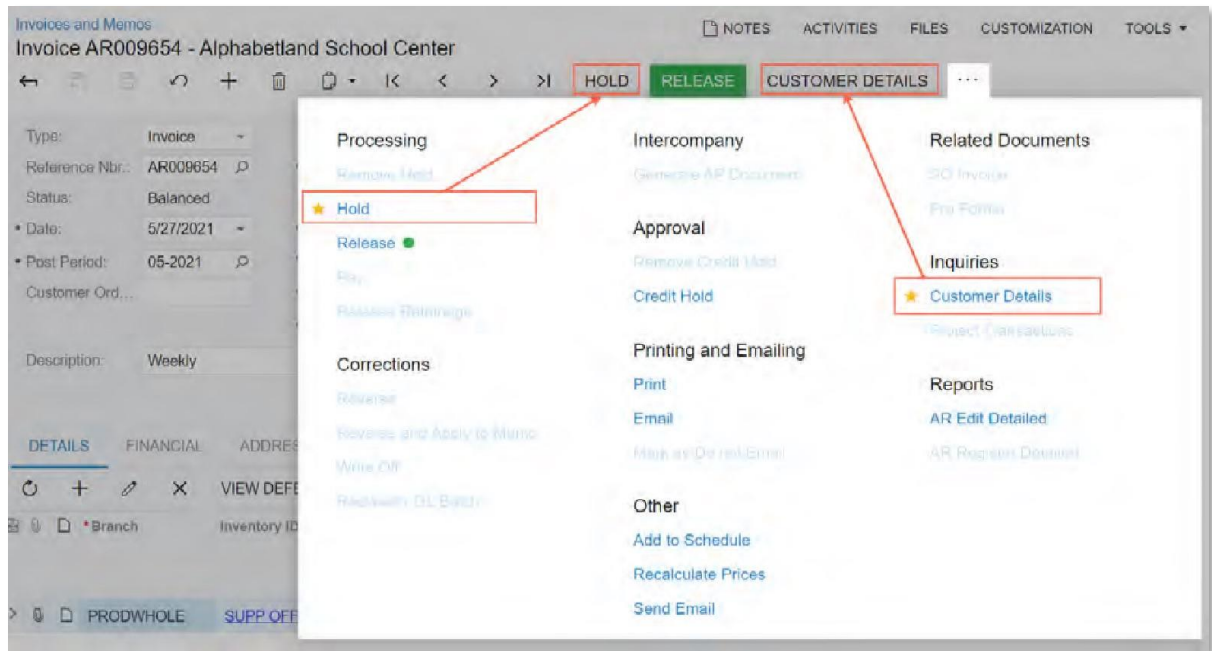 Invoices and Memos
Invoice AR009654 - Alphabetland School Center
NOTES ACTIVITIES FILES CUSTOMIZATION TOOLS
HOLD RELEASE CUSTOMER DETAILS ...
Type: Invoice
Reference Nbr.: AR009654
Status: Balanced
* Date: 5/27/2021
* Post Period: 05-2021
Customer Ord...
Description: Weekly
DETAILS FINANCIAL ADDRES
VIEW DEFE
* Branch Inventory ID
PRODWHOLE SUPP OFF
Processing
Remove Hold
Hold
Release
Pay
Release Retainage
Corrections
Reverse
Reverse and Apply to Memo
Write Off
Reclassify GL Batch
Intercompany
Generate AP Document
Approval
Remove Credit Hold
Credit Hold
Printing and Emailing
Print
Email
Mark as Do not Email
Other
Add to Schedule
Recalculate Prices
Send Email
Related Documents
SO Invoice
Pro Forma
Inquiries
Customer Details
Project Transactions
Reports
AR Edit Detailed
AR Register Detailed